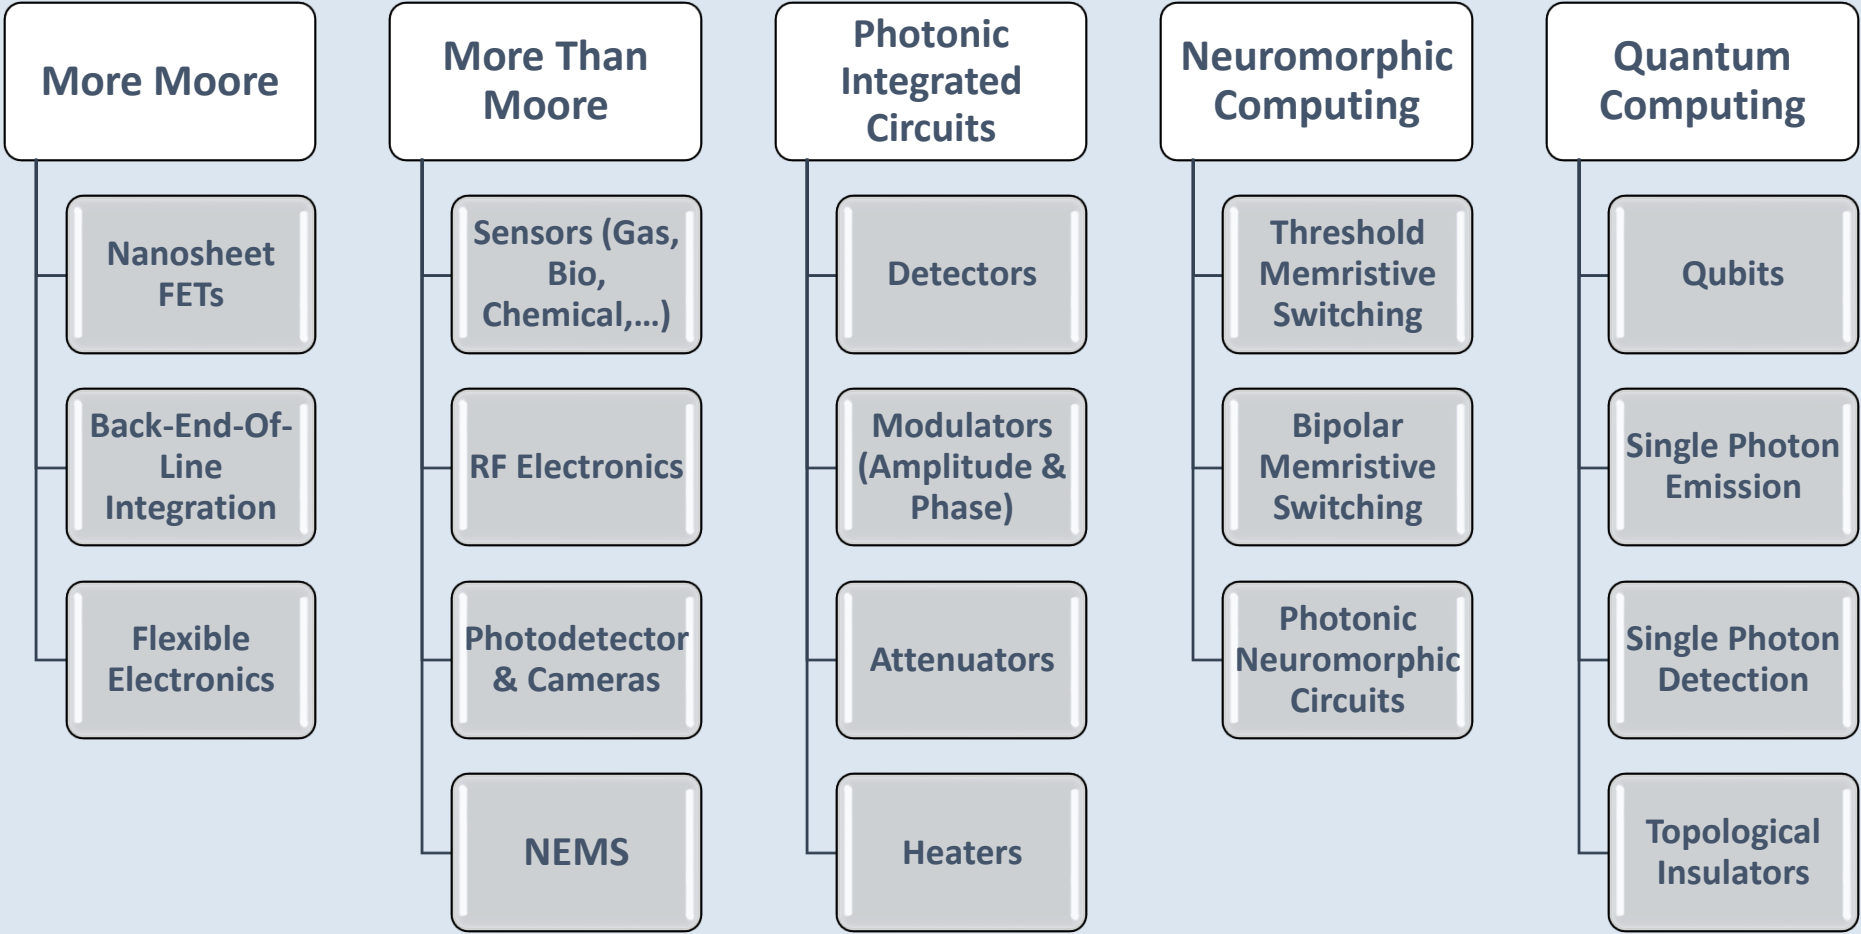 More Moore
Nanosheet
FETs
Back-End-Of-
Line
Integration
Flexible
Electronics
More Than
Moore
Sensors (Gas,
Bio,
Chemical,...)
RF Electronics
Photodetector
& Cameras
NEMS
Photonic
Integrated
Circuits
Detectors
Modulators
(Amplitude &
Phase)
Attenuators
Heaters
Neuromorphic
Computing
Threshold
Memristive
Switching
Bipolar
Memristive
Switching
Photonic
Neuromorphic
Circuits
Quantum
Computing
Qubits
Single Photon
Emission
Single Photon
Detection
Topological
Insulators